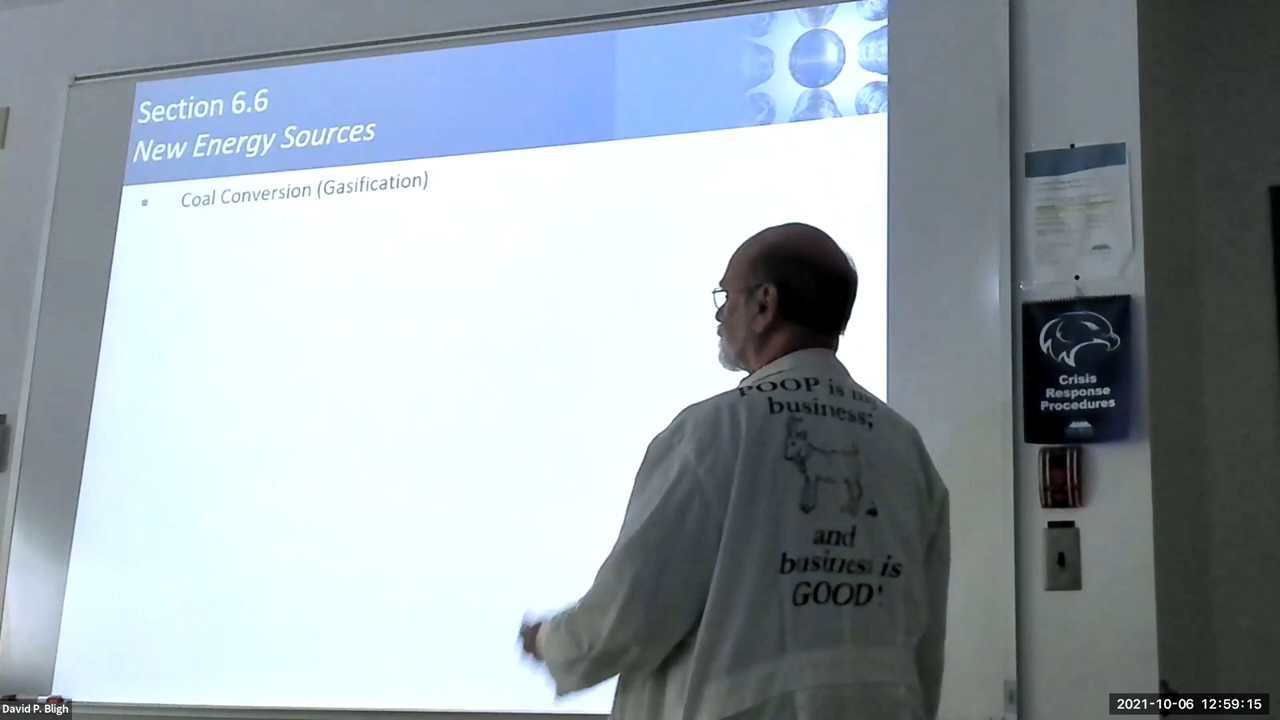 Section 6.6
New Energy Sources
Coal Conversion (Gasification)
POOP is my
business;
and
business is
GOOD!
Crisis
Response
Procedures
David P. Bligh
2021-10-06 12:59:15